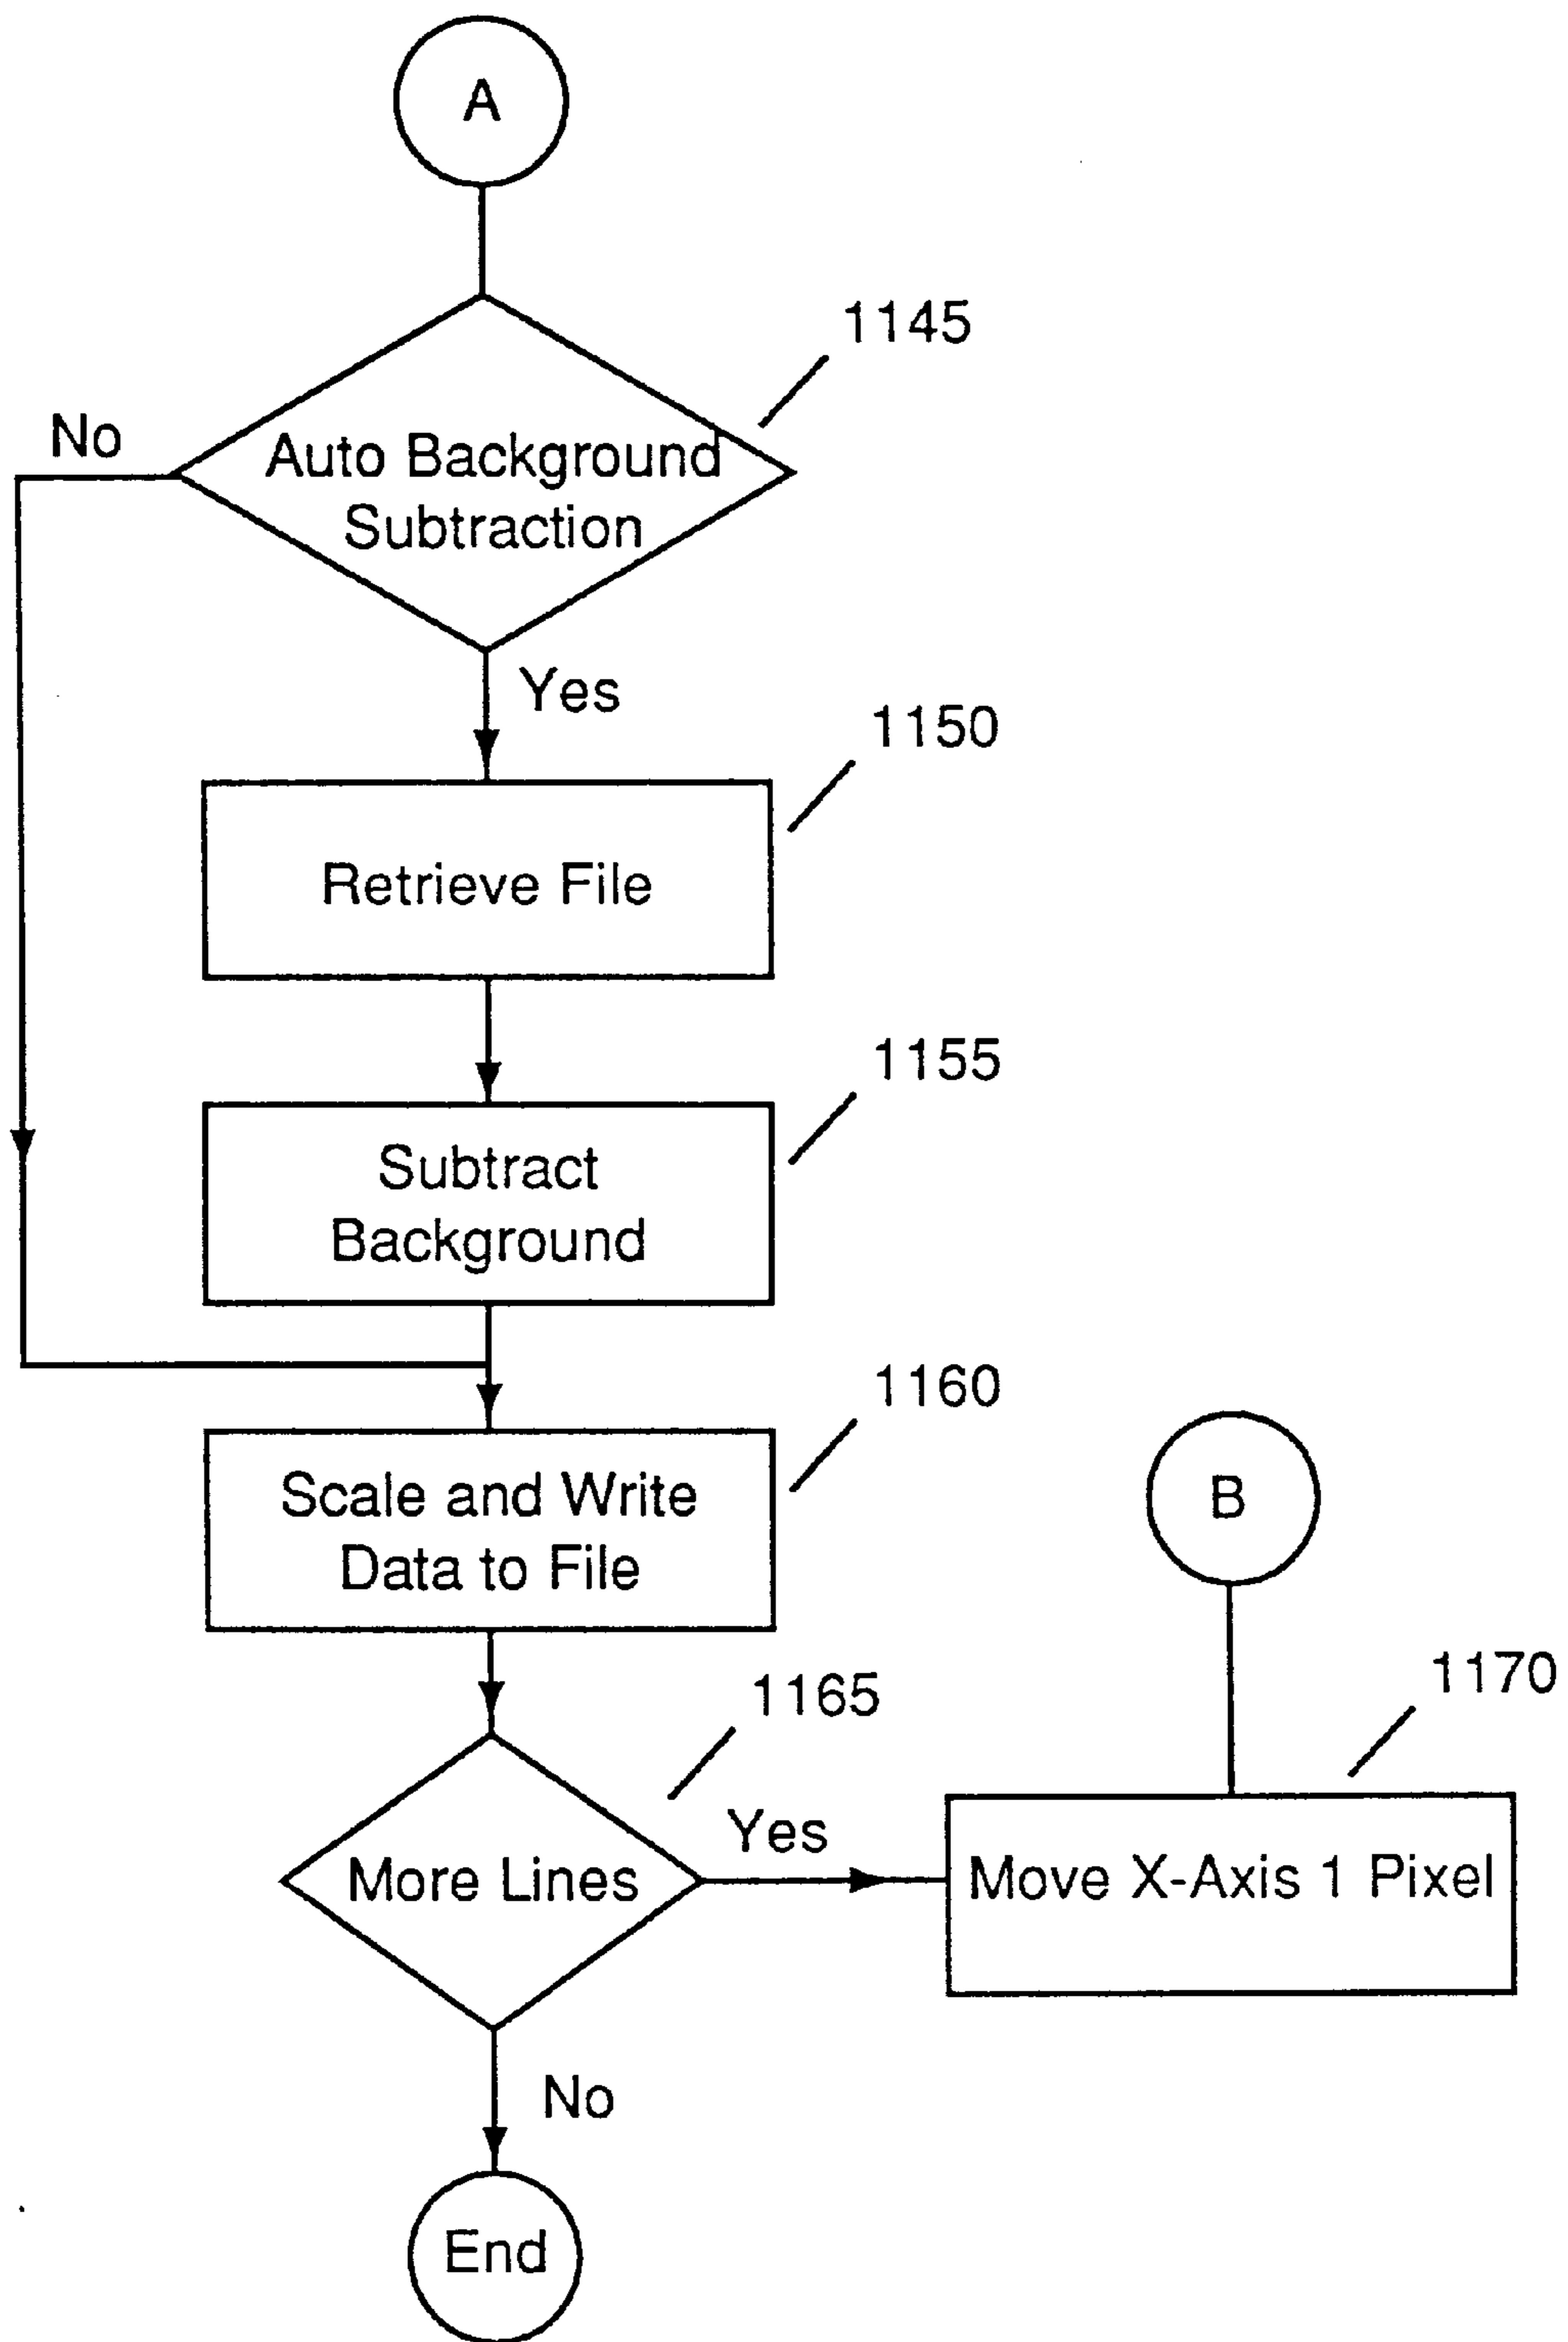 A
1145
No
Auto Background
Subtraction
Yes
1150
Retrieve File
1155
Subtract
Background
1160
Scale and Write
Data to File
B
1165
1170
Yes
More Lines
Move X-Axis 1 Pixel
No
End